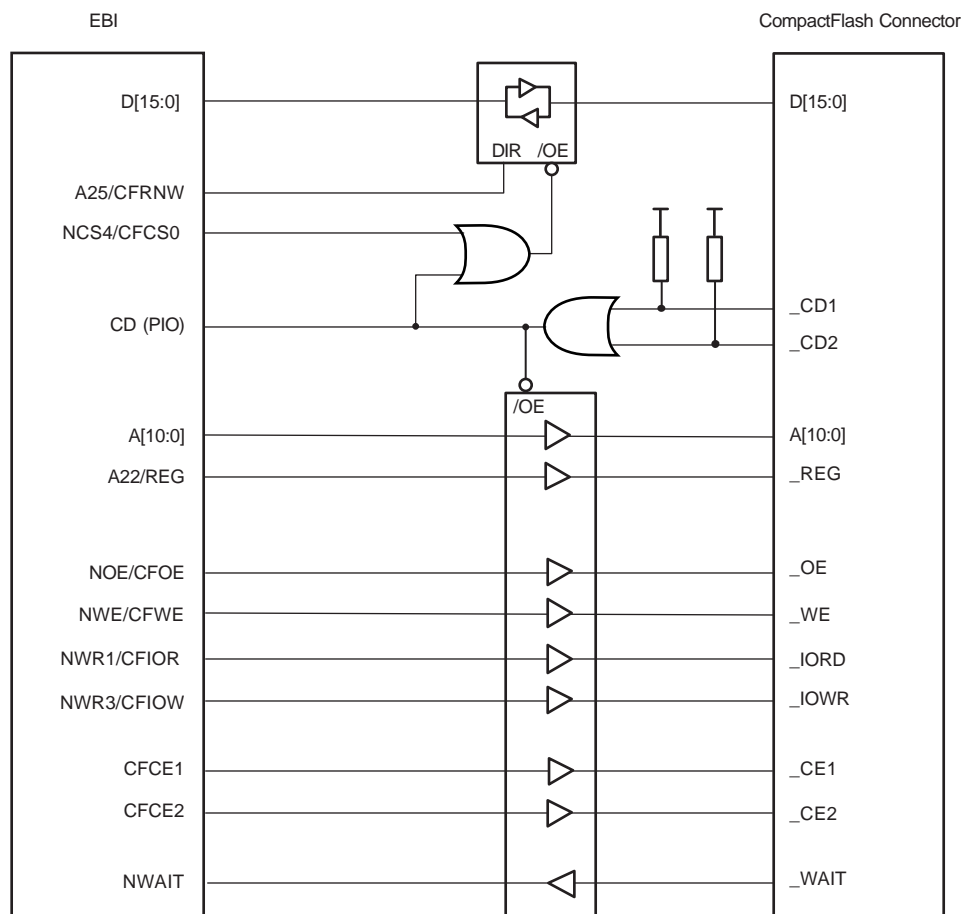 EBI
CompactFlash Connector
D[15:0]
D[15:0]
DIR /OE
A25/CFRNW
NCS4/CFCS0
_CD1
CD (PIO)
_CD2
/OE
A[10:0]
A[10:0]
A22/REG
_REG
NOE/CFOE
_OE
NWE/CFWE
_WE
NWR1/CFIOR
_IORD
NWR3/CFIOW
_IOWR
CFCE1
_CE1
CFCE2
_CE2
NWAIT
_WAIT